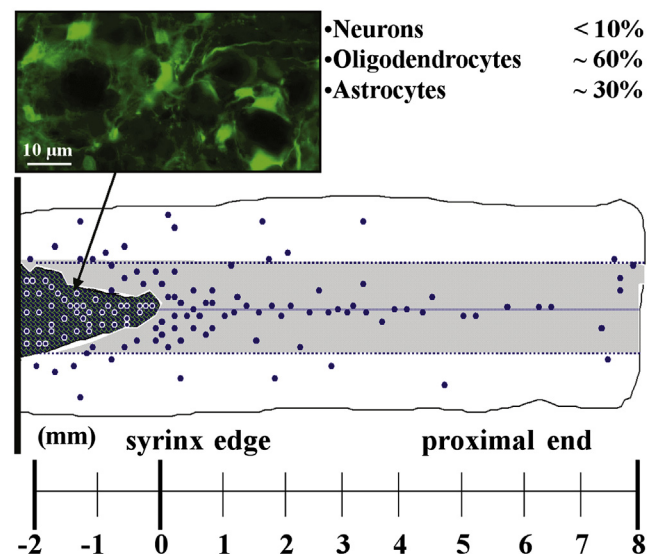 •Neurons <10%
•Oligodendrocytes ~ 60%
•Astrocytes ~ 30%
10 μm
(mm) syrinx edge proximal end
-2 -1 0 1 2 3 4 5 6 7 8